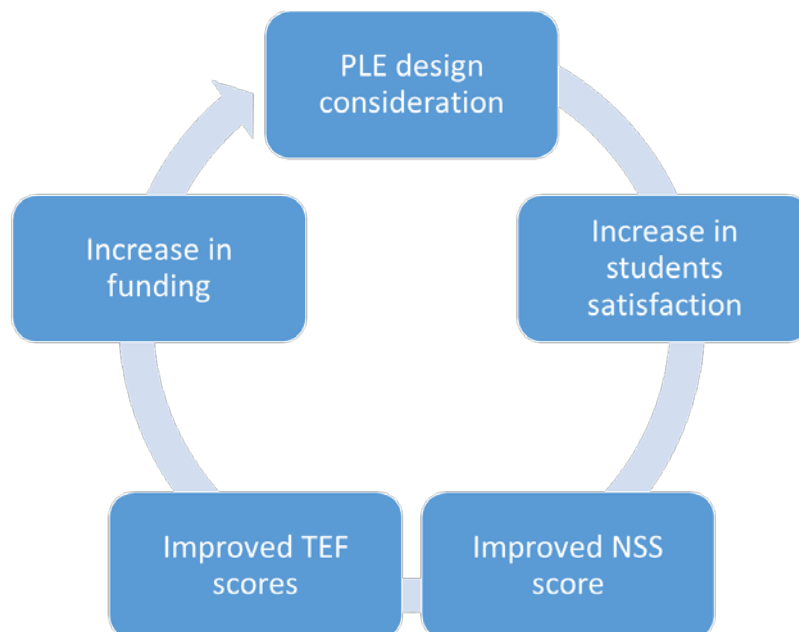 PLE design
consideration
Increase in
students
satisfaction
Improved NSS
score
Improved TEF
scores
Increase in
funding